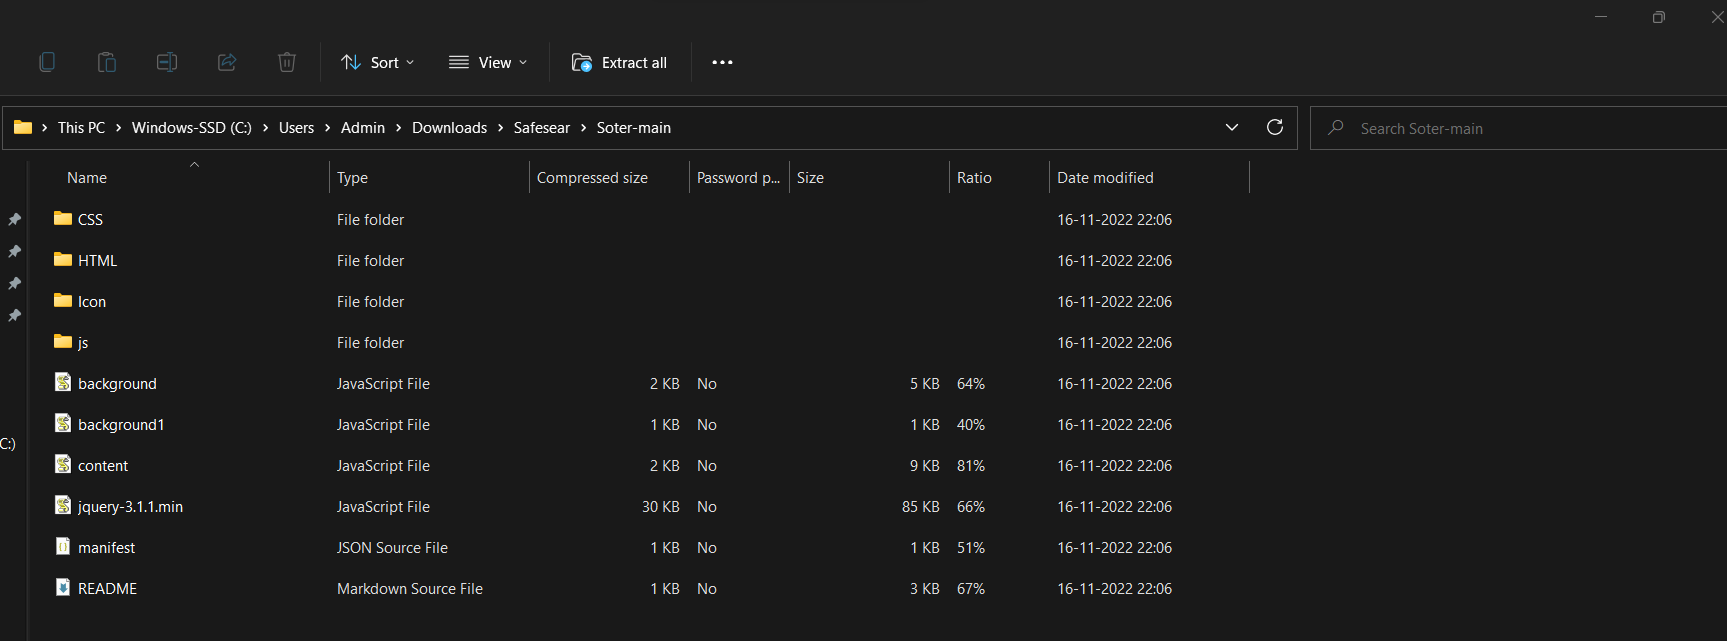 Sort View Extract all
This PC > Windows-SSD (C:) > Users > Admin > Downloads > Safesear > Soter-main Search Soter-main
Name Type Compressed size Password p... Size Ratio Date modified
CSS File folder 16-11-2022 22:06
HTML File folder 16-11-2022 22:06
Icon File folder 16-11-2022 22:06
js File folder 16-11-2022 22:06
background JavaScript File 2 KB No 5 KB 64% 16-11-2022 22:06
background1 JavaScript File 1 KB No 1 KB 40% 16-11-2022 22:06
C:)
content JavaScript File 2 KB No 9 KB 81% 16-11-2022 22:06
jquery-3.1.1.min JavaScript File 30 KB No 85 KB 66% 16-11-2022 22:06
manifest JSON Source File 1 KB No 1 KB 51% 16-11-2022 22:06
README Markdown Source File 1 KB No 3 KB 67% 16-11-2022 22:06